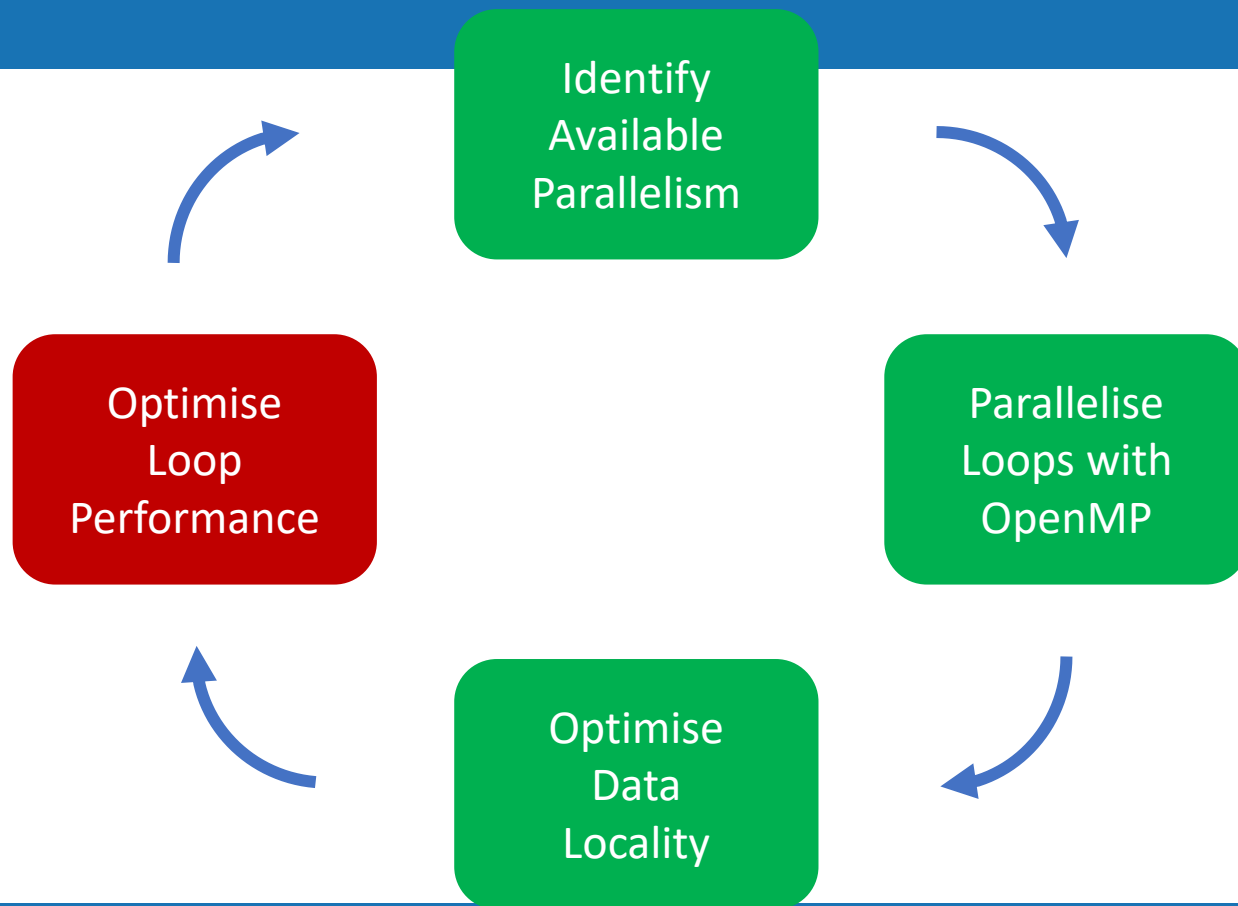 Identify
Available
Parallelism
Optimise
Loop
Performance
Parallelise
Loops with
OpenMP
Optimise
Data
Locality